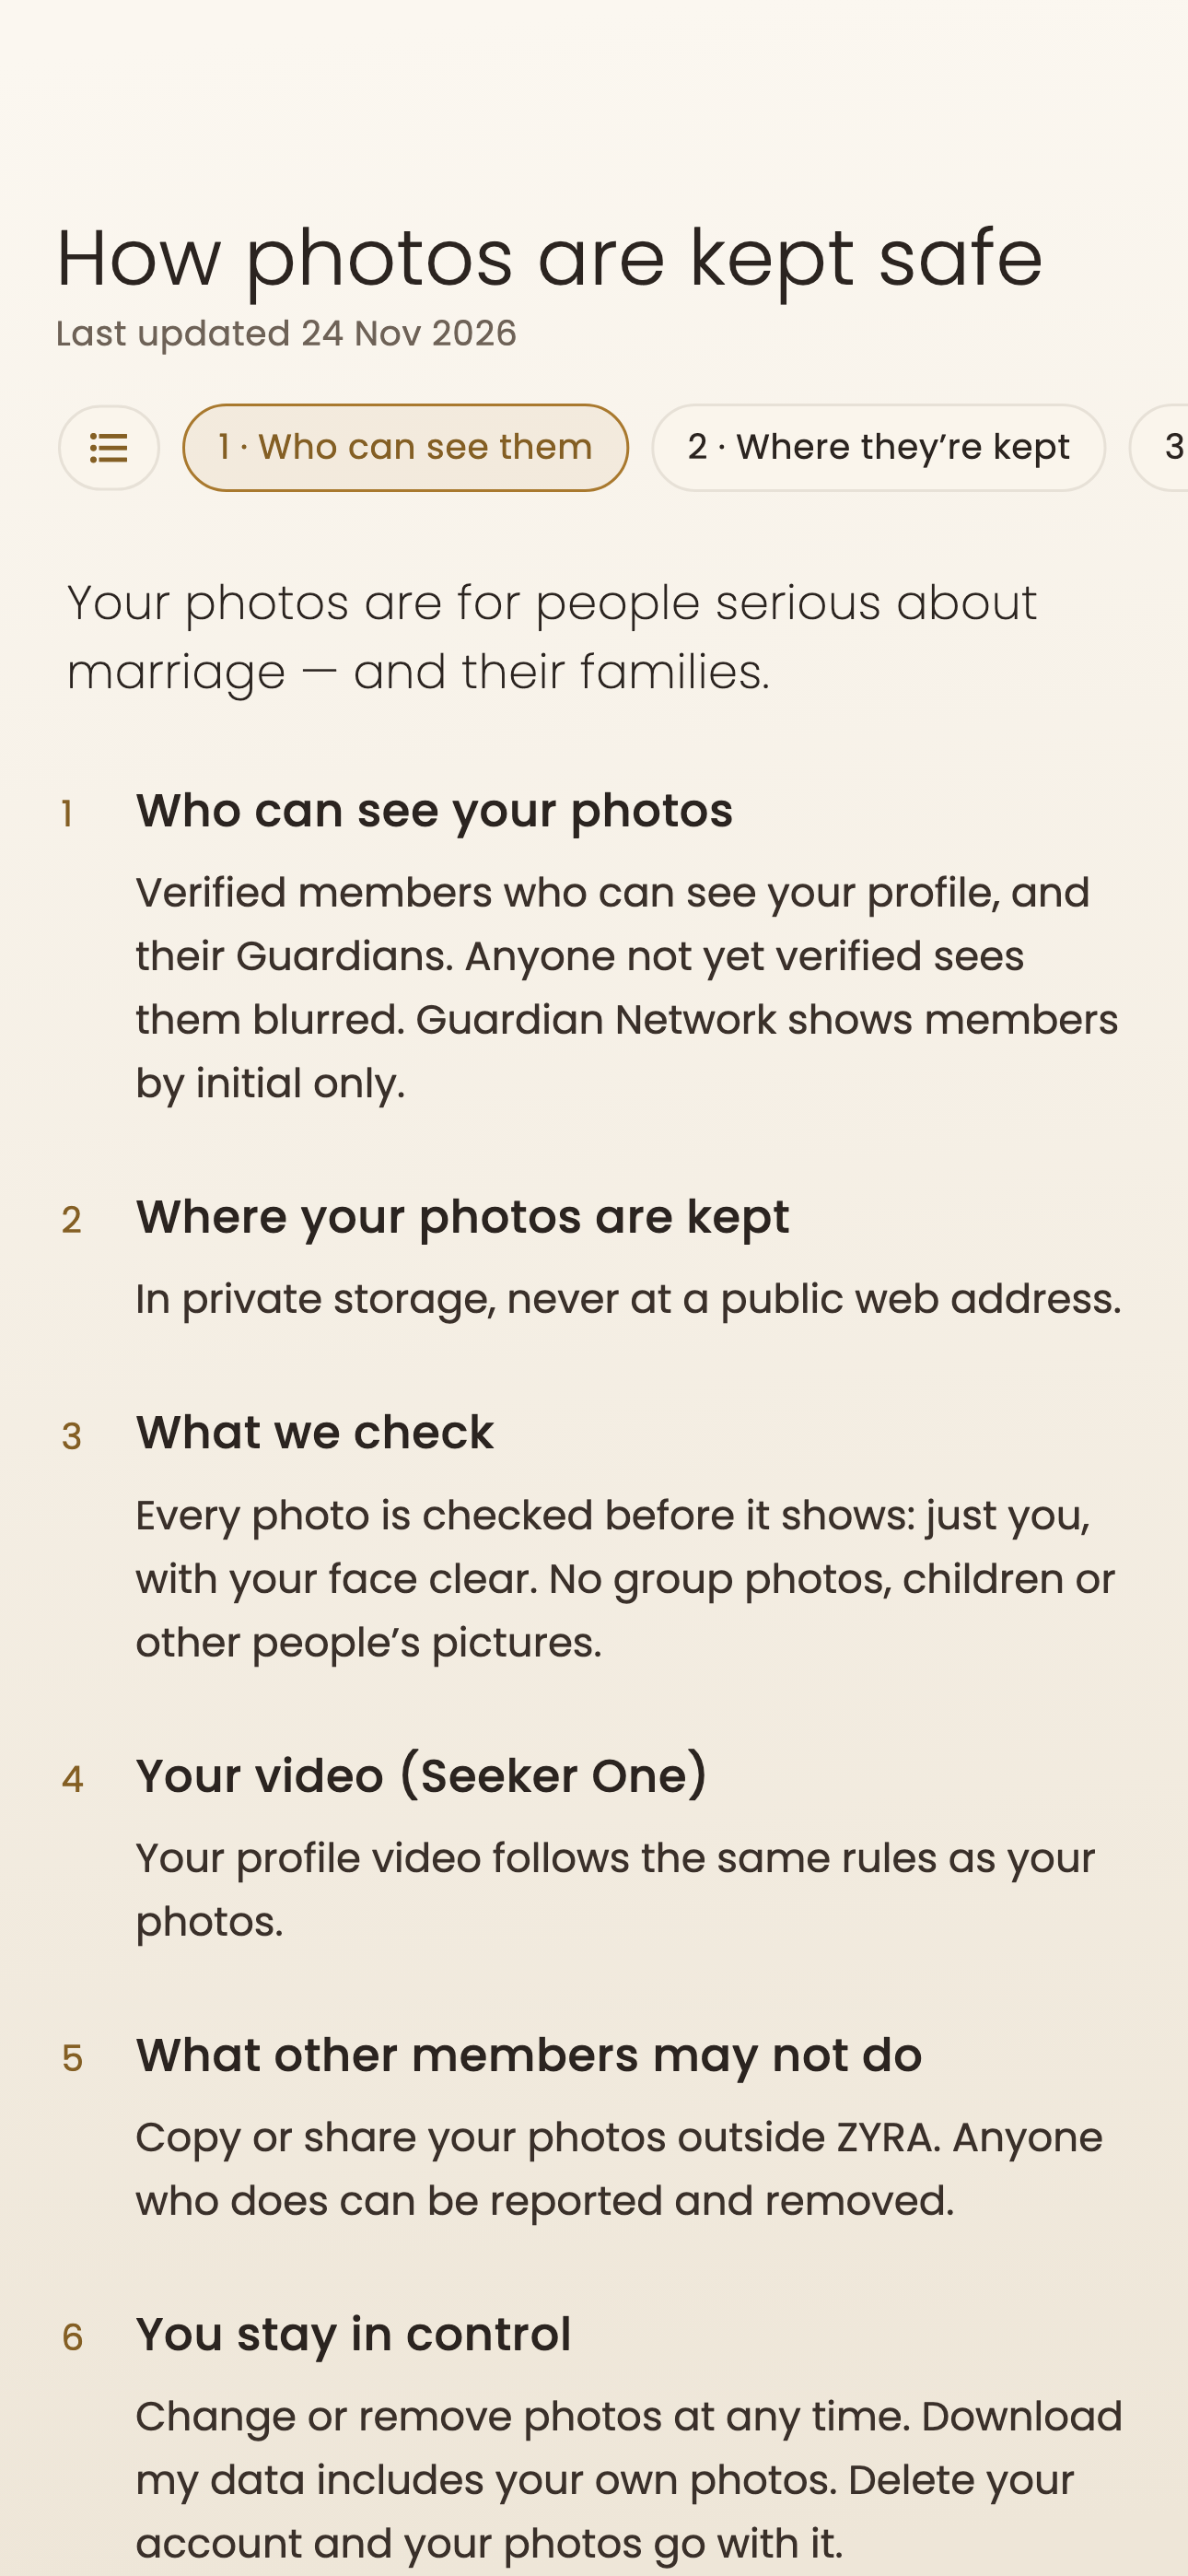 How photos are kept safe
Last updated 24 Nov 2026
1 · Who can see them
2 · Where they’re kept
3
Your photos are for people serious about
marriage — and their families.
1
Who can see your photos
Verified members who can see your profile, and
their Guardians. Anyone not yet verified sees
them blurred. Guardian Network shows members
by initial only.
2
Where your photos are kept
In private storage, never at a public web address.
3
What we check
Every photo is checked before it shows: just you,
with your face clear. No group photos, children or
other people’s pictures.
4
Your video (Seeker One)
Your profile video follows the same rules as your
photos.
5
What other members may not do
Copy or share your photos outside ZYRA. Anyone
who does can be reported and removed.
6
You stay in control
Change or remove photos at any time. Download
my data includes your own photos. Delete your
account and your photos go with it.